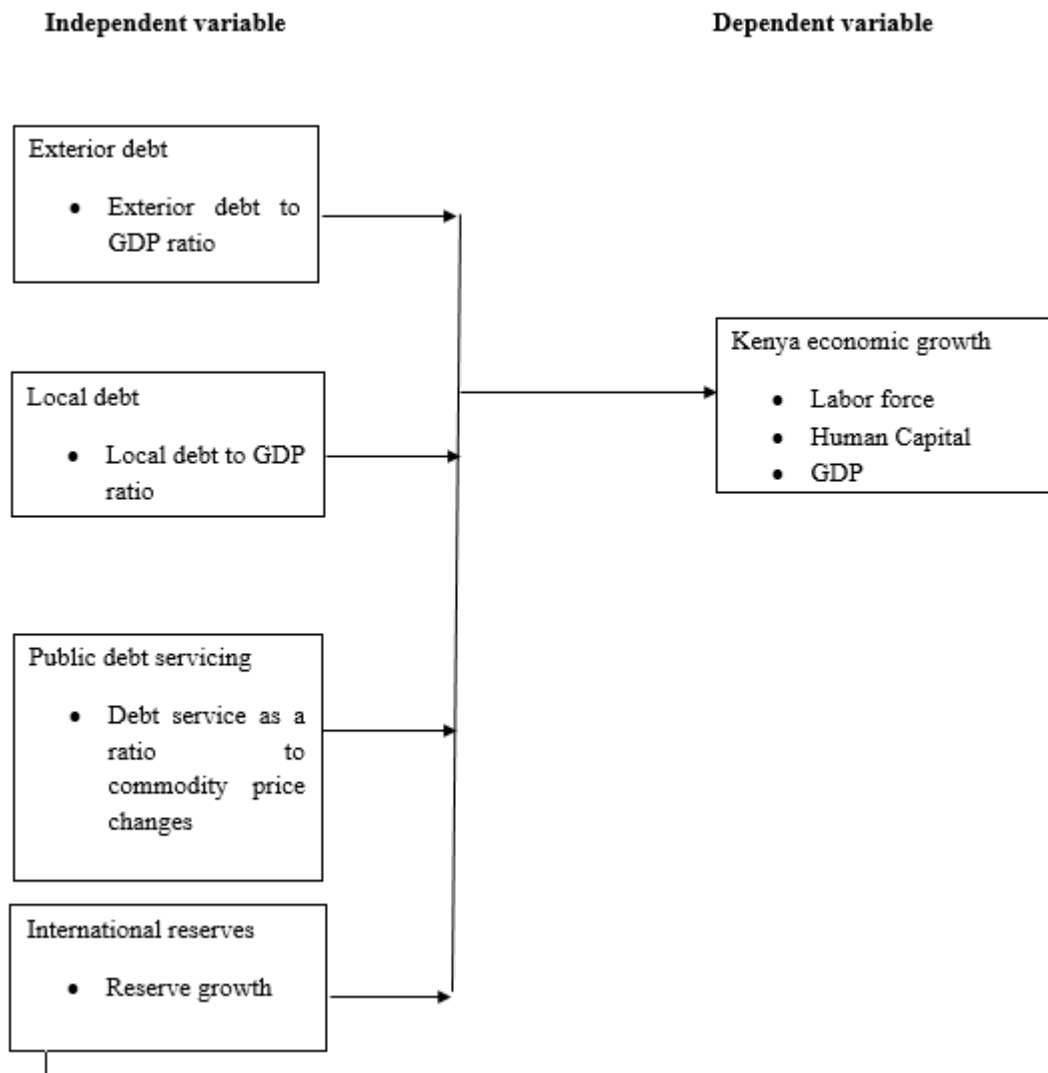 Independent variable
Dependent variable
Exterior debt
• Exterior debt to
GDP ratio
Kenya economic growth
• Labor force
• Human Capital
• GDP
Local debt
• Local debt to GDP
ratio
Public debt servicing
• Debt service as a
ratio to
commodity price
changes
International reserves
• Reserve growth